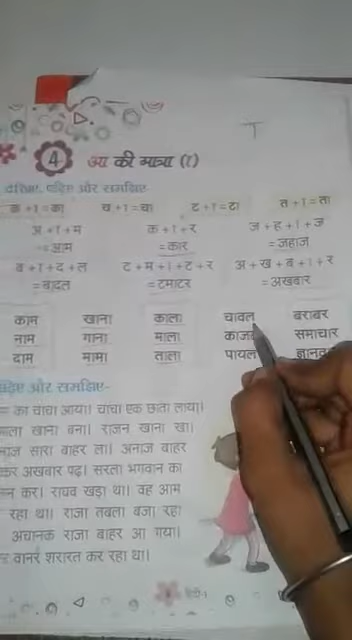 4 आ की मात्रा (ा)
देखिए, पढ़िए और समझिए-
क + ा = का च + ा = चा ट + ा = टा त + ा = ता
अ + ा + म क + ा + र ज + ह + ा + ज
= आम = कार = जहाज
ब + ा + द + ल ट + म + ा + ट + र अ + ख + ब + ा + र
= बादल = टमाटर = अखबार
काम खाना काला चावल बराबर
नाम गाना माला काजल समाचार
दाम मामा ताला पायल
पढ़िए और समझिए-
का चाचा आया। चाचा एक छाता लाया।
खाना बना। राजन खाना खा।
सारा बाहर ला। अनाज बाहर
कर अखबार पढ़। सरला भगवान का
कर। राघव खड़ा था। वह आम
रहा था। राजा तबला बजा रहा
अचानक राजा बाहर आ गया।
वानर शरारत कर रहा था।